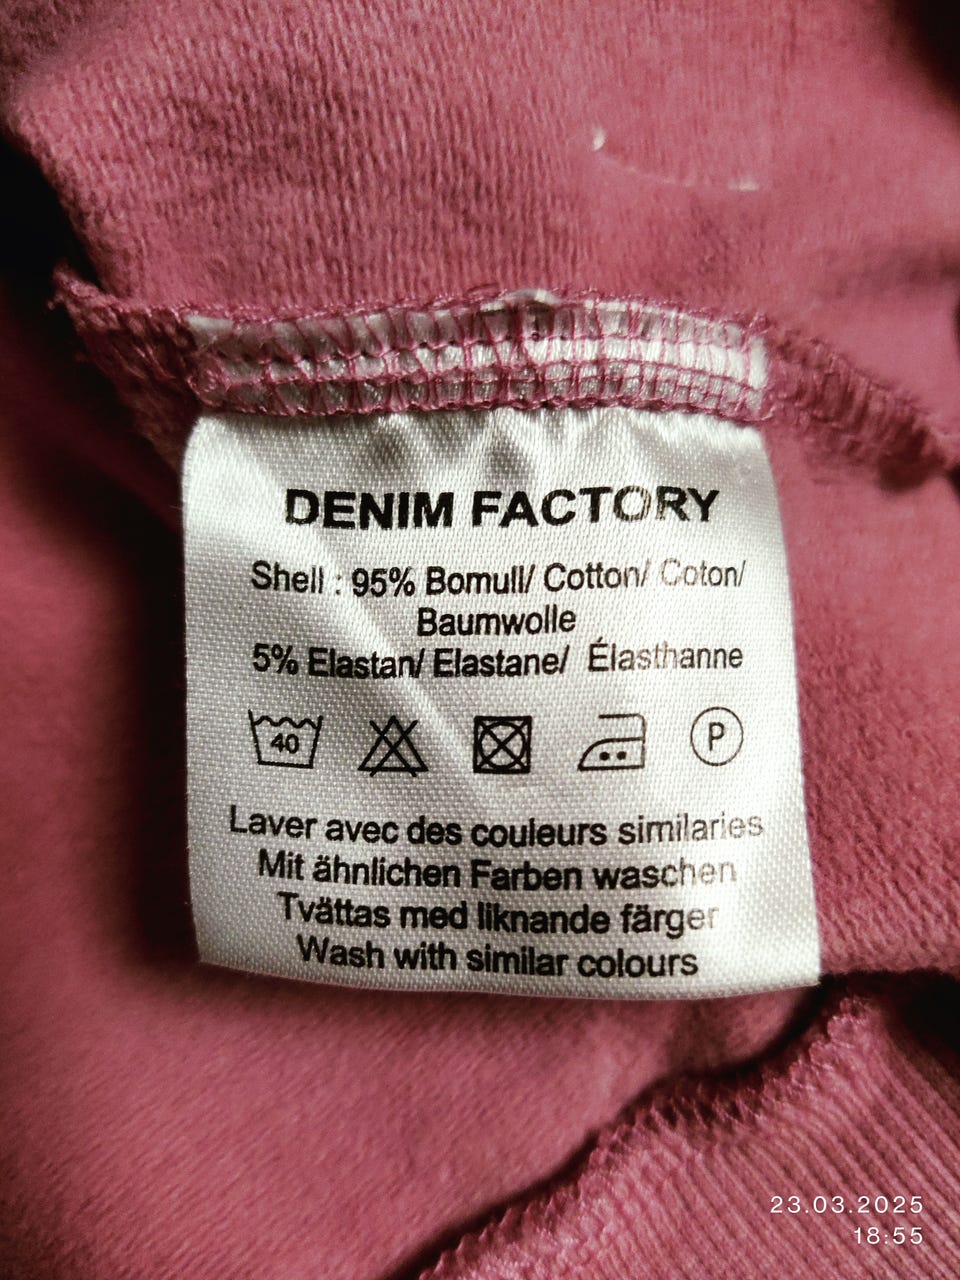 DENIM FACTORY
Shell : 95% Bomull/ Cotton/ Coton/
Baumwolle
5% Elastan/ Elastane/ Élasthanne
40 P
Laver avec des couleurs similaries
Mit ähnlichen Farben waschen
Tvättas med liknande färger
Wash with similar colours
23.03.2025
18:55